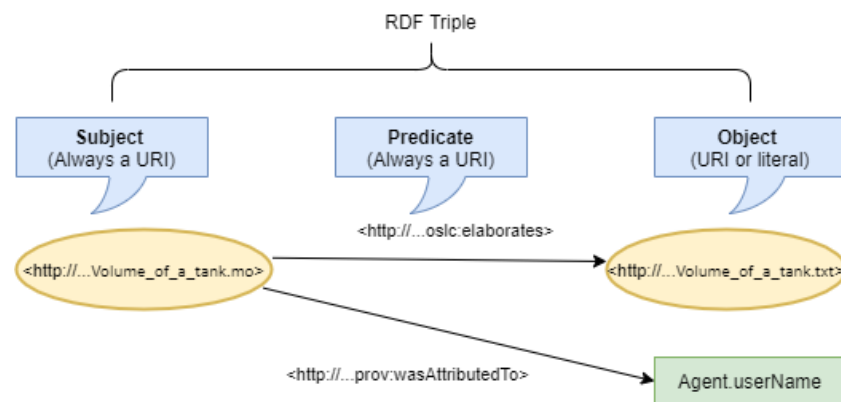 RDF Triple
Subject
(Always a URI)
Predicate
(Always a URI)
Object
(URI or literal)
<http://...oslc:elaborates>
<http://...Volume_of_a_tank.mo>
<http://...Volume_of_a_tank.txt>
<http://...prov:wasAttributedTo>
Agent.userName